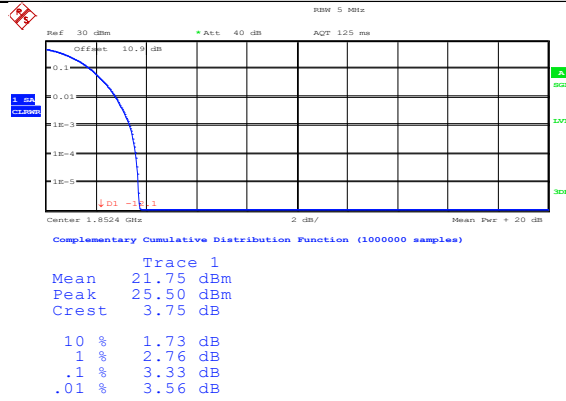 RBW 5 MHz
Ref 30 dBm * Att 40 dB AQT 125 ms
Offset 10.9 dB
0.1
A
SGL
1 SA
CLRWR
0.01
1E-3
1E-4
1E-5
↓D1 -12.1
Center 1.8524 GHz 2 dB/ Mean Pwr + 20 dB
Complementary Cumulative Distribution Function (1000000 samples)
Trace 1
Mean 21.75 dBm
Peak 25.50 dBm
Crest 3.75 dB
10 % 1.73 dB
1 % 2.76 dB
.1 % 3.33 dB
.01 % 3.56 dB